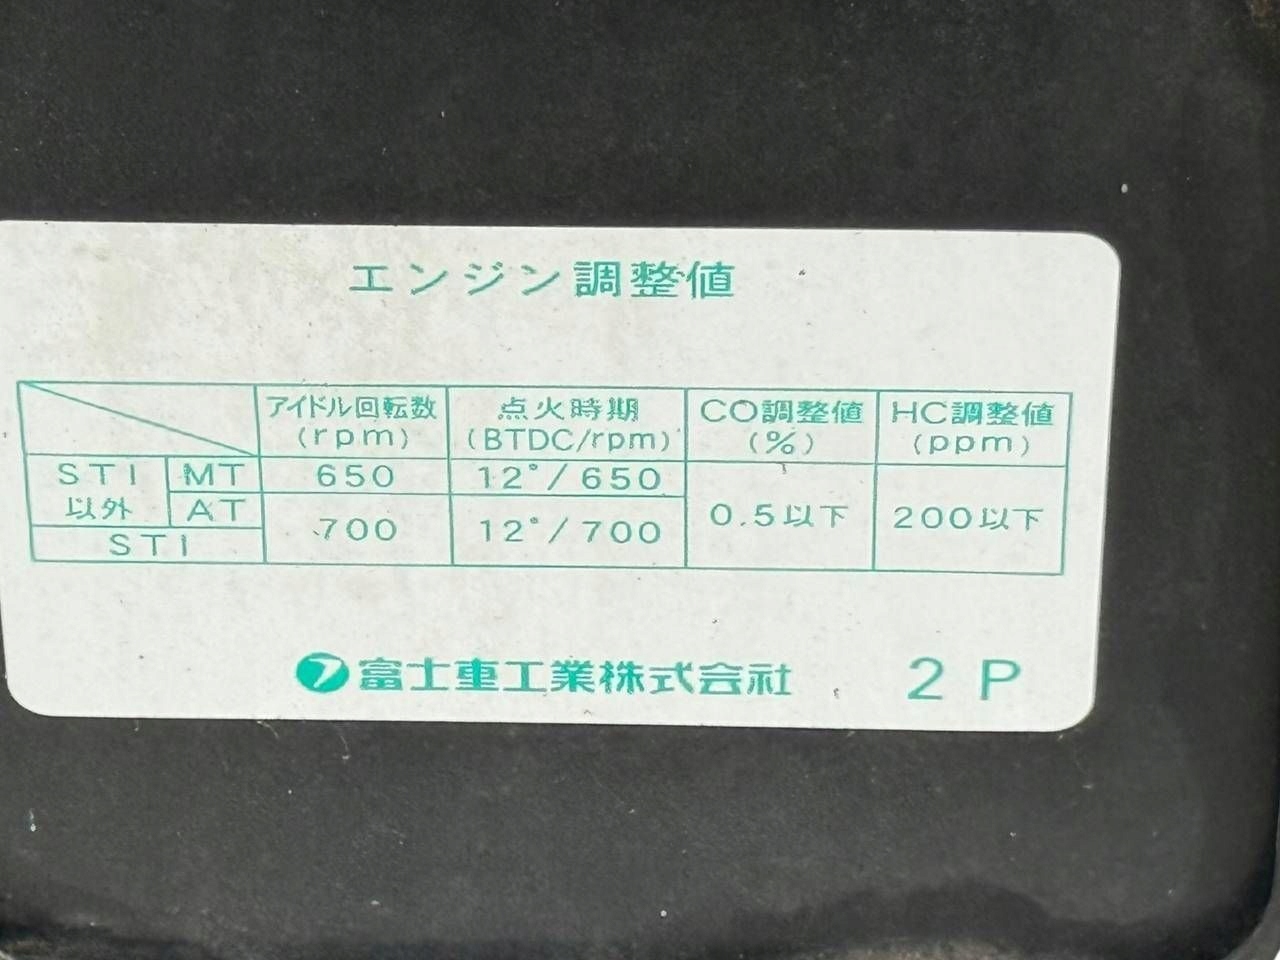 エンジン調整値
アイドル回転数 点火時期 CO調整値 HC調整値
(rpm) (BTDC/rpm) (%) (ppm)
STI MT 650 12°/650
以外 AT 700 12°/700 0.5以下 200以下
STI
フ 富士重工業株式会社 2P